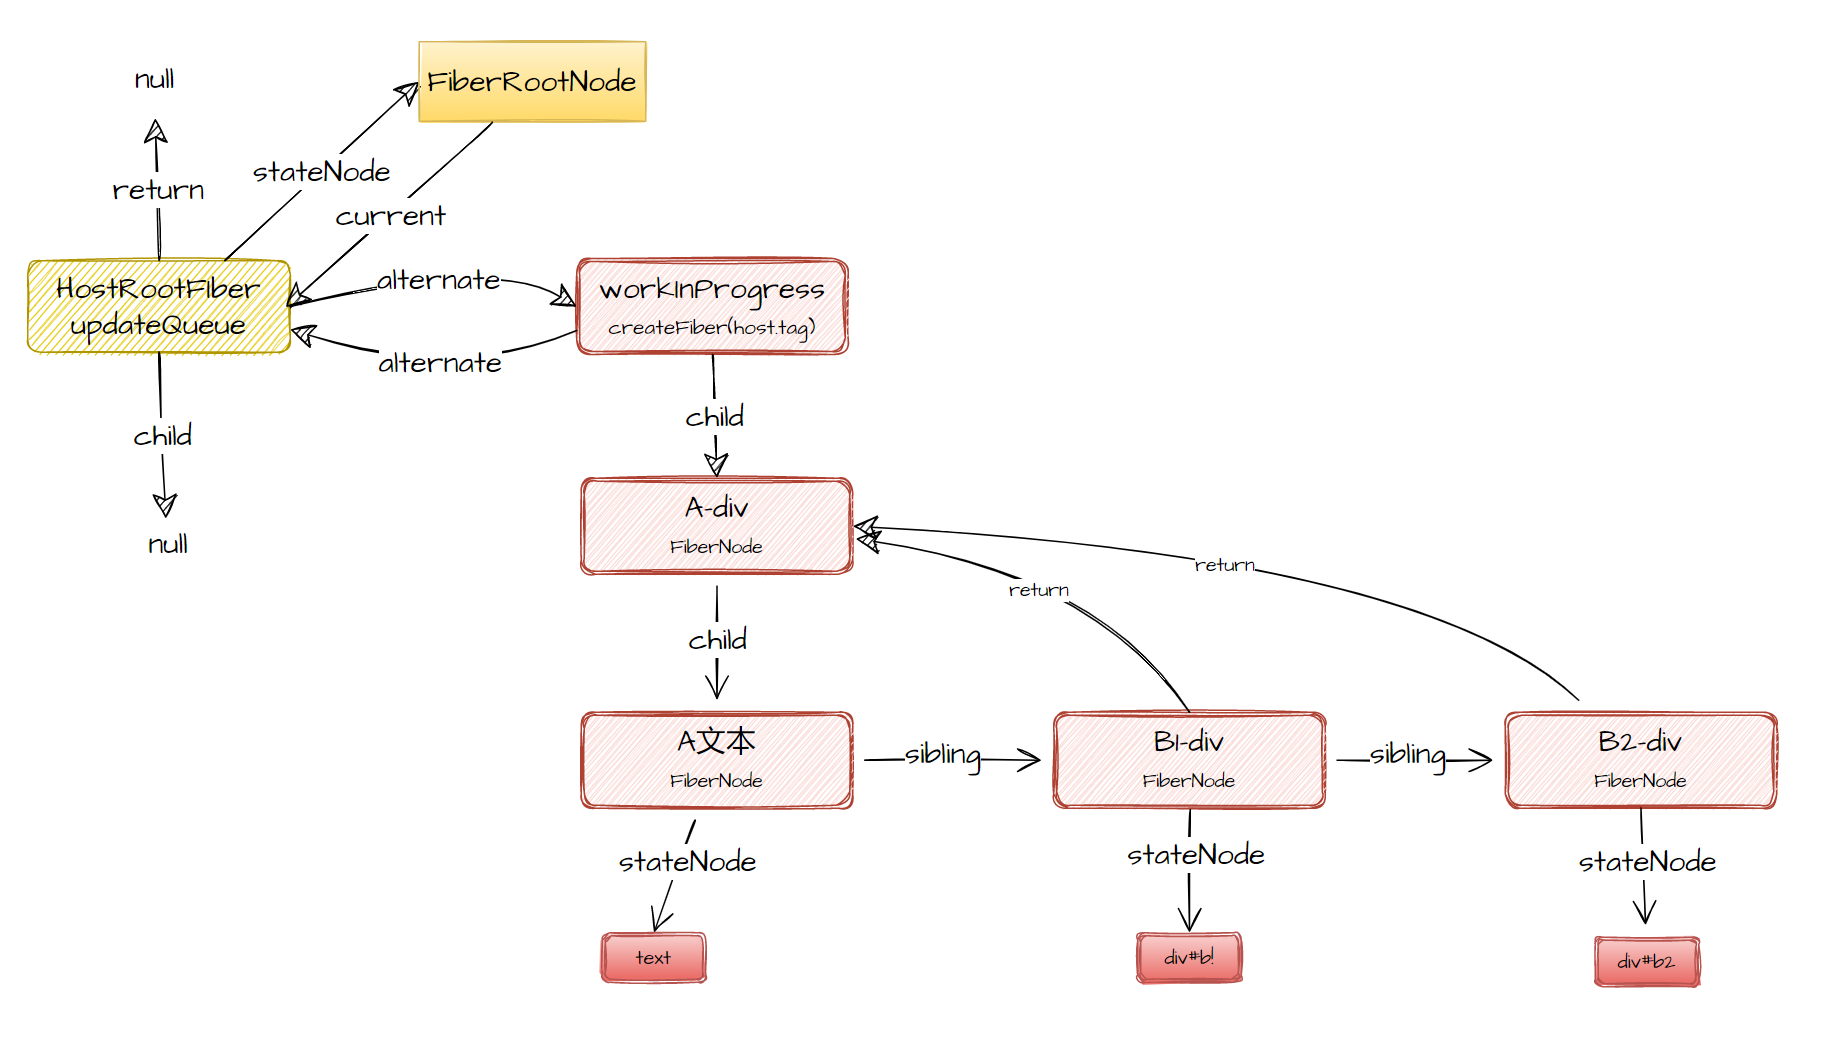 null
FiberRootNode
stateNode
return
current
HostRootFiber
updateQueue
alternate
workInProgress
createFiber(host.tag)
alternate
child
child
null
A-div
FiberNode
return
return
child
A文本
FiberNode
sibling
B1-div
FiberNode
sibling
B2-div
FiberNode
stateNode
stateNode
stateNode
text
div#b!
div#b2